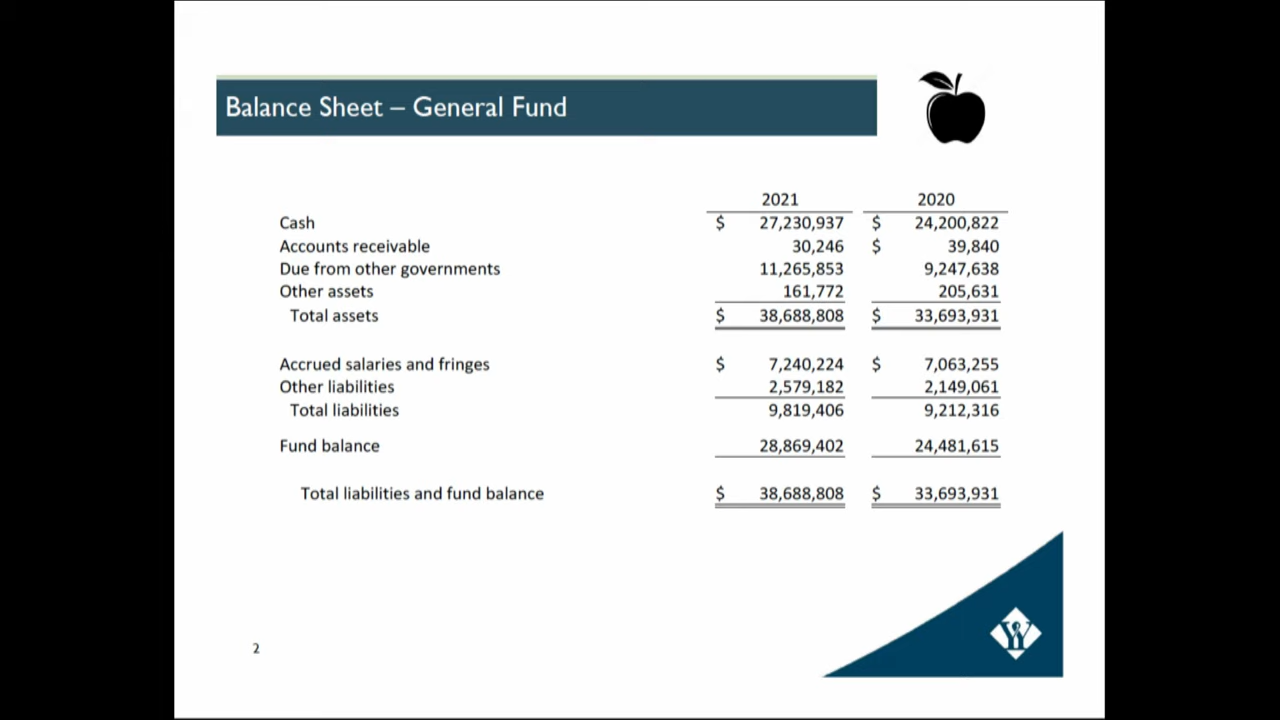 Balance Sheet – General Fund
2021 2020
Cash $ 27,230,937 $ 24,200,822
Accounts receivable 30,246 $ 39,840
Due from other governments 11,265,853 9,247,638
Other assets 161,772 205,631
Total assets $ 38,688,808 $ 33,693,931
Accrued salaries and fringes $ 7,240,224 $ 7,063,255
Other liabilities 2,579,182 2,149,061
Total liabilities 9,819,406 9,212,316
Fund balance 28,869,402 24,481,615
Total liabilities and fund balance $ 38,688,808 $ 33,693,931
2